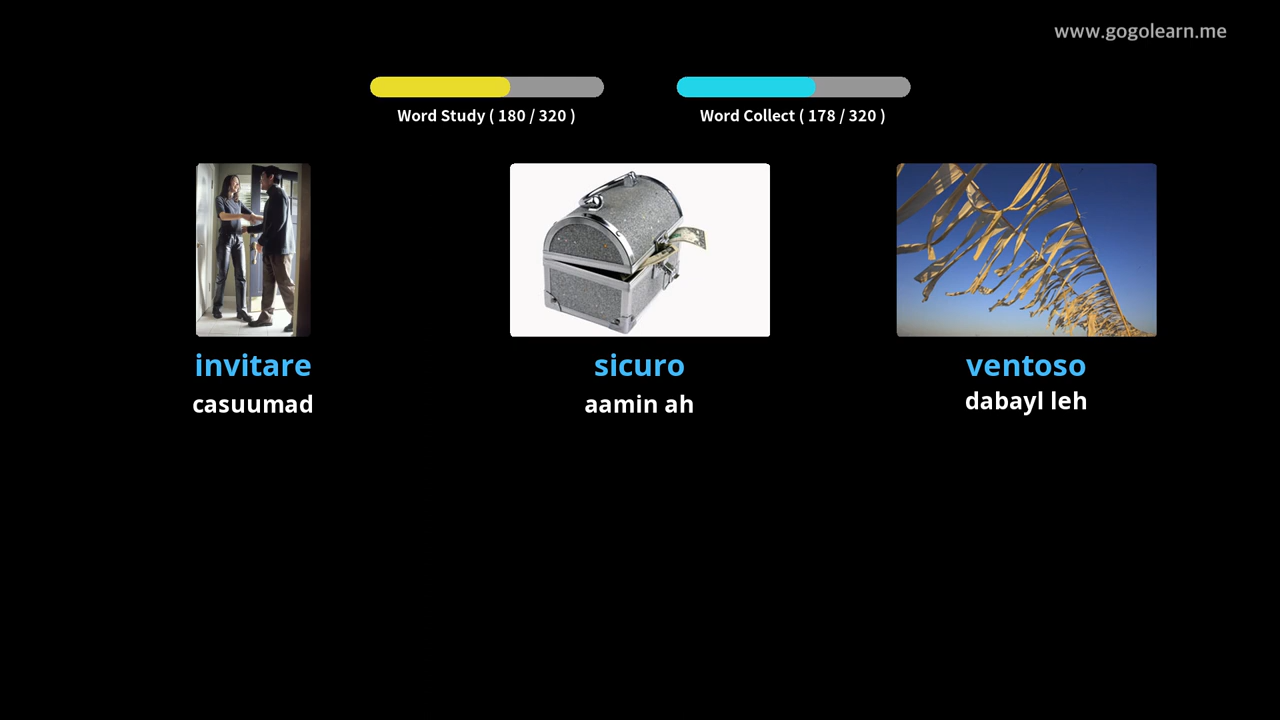 www.gogolearn.me
Word Study ( 180 / 320 )
Word Collect ( 178 / 320 )
invitare
casuumad
sicuro
aamin ah
ventoso
dabayl leh